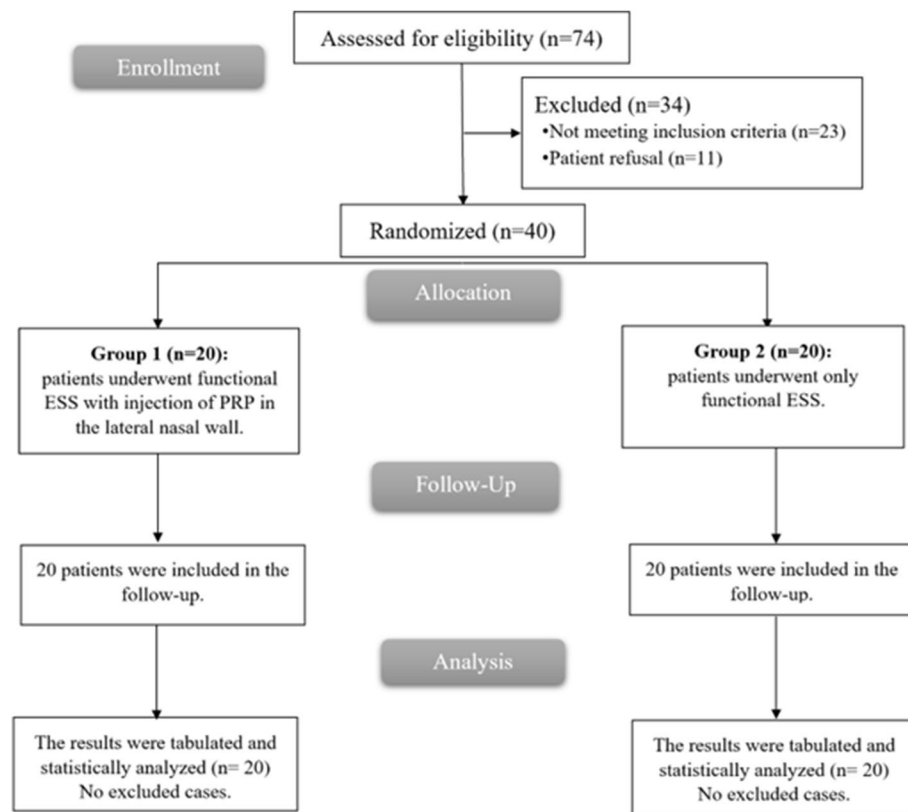 Assessed for eligibility (n=74)
Enrollment
Excluded (n=34)
•Not meeting inclusion criteria (n=23)
•Patient refusal (n=11)
Randomized (n=40)
Allocation
Group 1 (n=20):
patients underwent functional
ESS with injection of PRP in
the lateral nasal wall.
Group 2 (n=20):
patients underwent only
functional ESS.
Follow-Up
20 patients were included in the
follow-up.
20 patients were included in the
follow-up.
Analysis
The results were tabulated and
statistically analyzed (n= 20)
No excluded cases.
The results were tabulated and
statistically analyzed (n= 20)
No excluded cases.